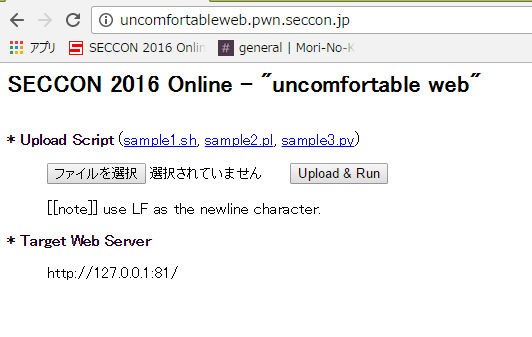 uncomfortableweb.pwn.seccon.jp
アプリ SECCON 2016 Onlin general | Mori-No-K
SECCON 2016 Online - "uncomfortable web"
* Upload Script (sample1.sh, sample2.pl, sample3.py)
ファイルを選択 選択されていません Upload & Run
[[note]] use LF as the newline character.
* Target Web Server
http://127.0.0.1:81/